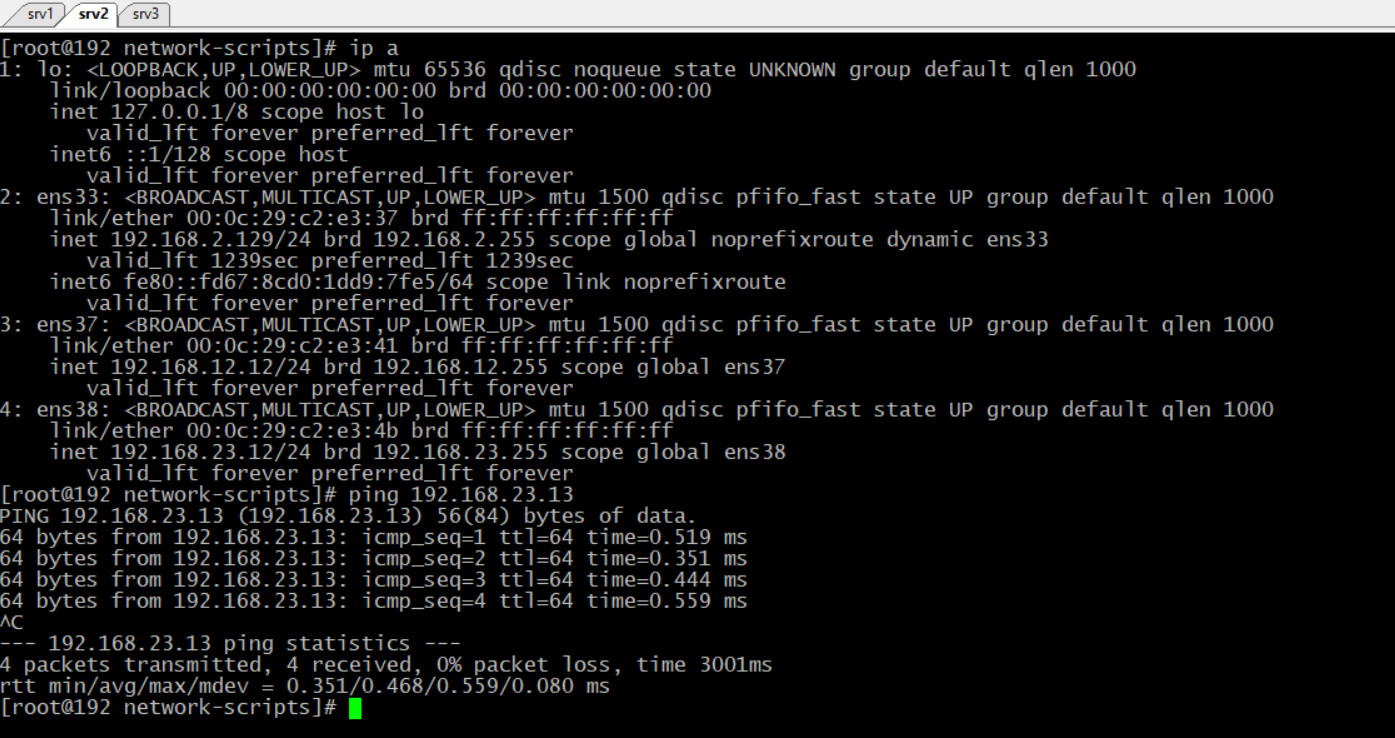 srv1 srv2 srv3
[root@192 network-scripts]# ip a
1: lo: <LOOPBACK,UP,LOWER_UP> mtu 65536 qdisc noqueue state UNKNOWN group default qlen 1000
    link/loopback 00:00:00:00:00:00 brd 00:00:00:00:00:00
    inet 127.0.0.1/8 scope host lo
       valid_lft forever preferred_lft forever
    inet6 ::1/128 scope host
       valid_lft forever preferred_lft forever
2: ens33: <BROADCAST,MULTICAST,UP,LOWER_UP> mtu 1500 qdisc pfifo_fast state UP group default qlen 1000
    link/ether 00:0c:29:c2:e3:37 brd ff:ff:ff:ff:ff:ff
    inet 192.168.2.129/24 brd 192.168.2.255 scope global noprefixroute dynamic ens33
       valid_lft 1239sec preferred_lft 1239sec
    inet6 fe80::fd67:8cd0:1dd9:7fe5/64 scope link noprefixroute
       valid_lft forever preferred_lft forever
3: ens37: <BROADCAST,MULTICAST,UP,LOWER_UP> mtu 1500 qdisc pfifo_fast state UP group default qlen 1000
    link/ether 00:0c:29:c2:e3:41 brd ff:ff:ff:ff:ff:ff
    inet 192.168.12.12/24 brd 192.168.12.255 scope global ens37
       valid_lft forever preferred_lft forever
4: ens38: <BROADCAST,MULTICAST,UP,LOWER_UP> mtu 1500 qdisc pfifo_fast state UP group default qlen 1000
    link/ether 00:0c:29:c2:e3:4b brd ff:ff:ff:ff:ff:ff
    inet 192.168.23.12/24 brd 192.168.23.255 scope global ens38
       valid_lft forever preferred_lft forever
[root@192 network-scripts]# ping 192.168.23.13
PING 192.168.23.13 (192.168.23.13) 56(84) bytes of data.
64 bytes from 192.168.23.13: icmp_seq=1 ttl=64 time=0.519 ms
64 bytes from 192.168.23.13: icmp_seq=2 ttl=64 time=0.351 ms
64 bytes from 192.168.23.13: icmp_seq=3 ttl=64 time=0.444 ms
64 bytes from 192.168.23.13: icmp_seq=4 ttl=64 time=0.559 ms
^C
--- 192.168.23.13 ping statistics ---
4 packets transmitted, 4 received, 0% packet loss, time 3001ms
rtt min/avg/max/mdev = 0.351/0.468/0.559/0.080 ms
[root@192 network-scripts]#